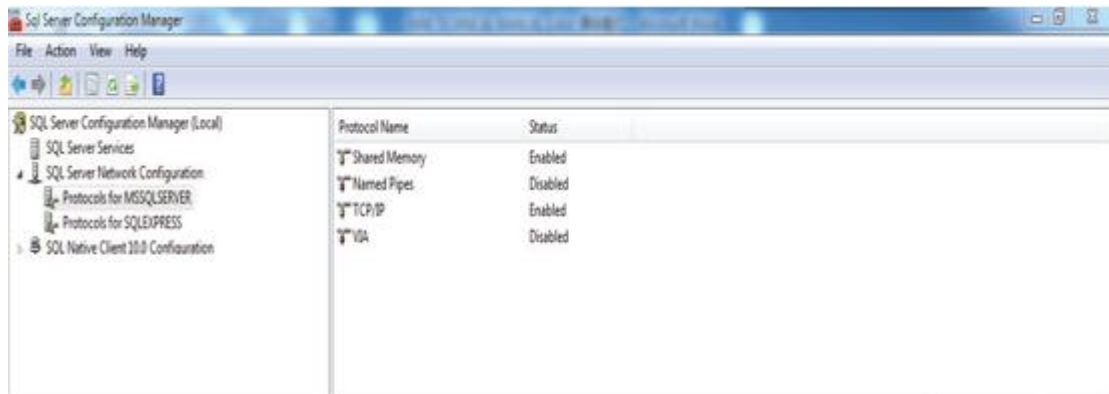 Sql Server Configuration Manager
File Action View Help
SQL Server Configuration Manager (Local)
SQL Server Services
SQL Server Network Configuration
Protocols for MSSQLSERVER
Protocols for SQLEXPRESS
SQL Native Client 10.0 Configuration
Protocol Name Status
Shared Memory Enabled
Named Pipes Disabled
TCP/IP Enabled
VIA Disabled